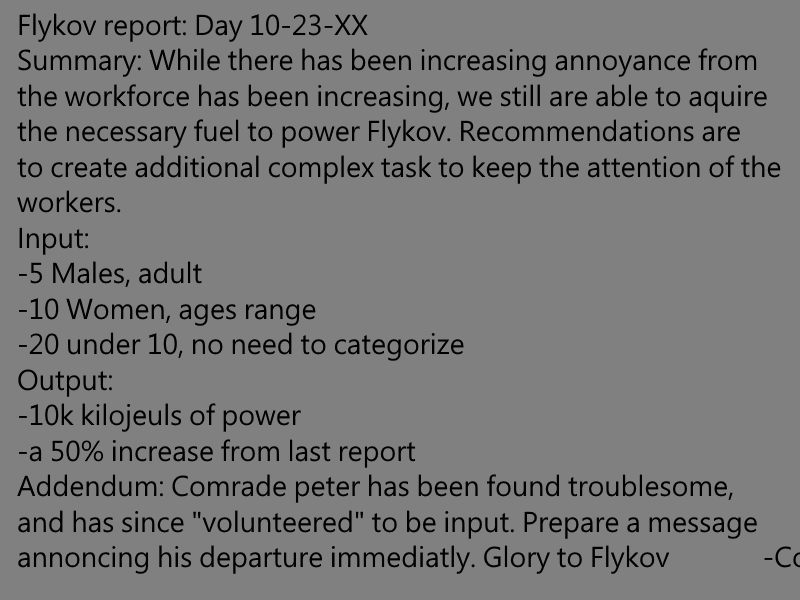 Flykov report: Day 10-23-XX
Summary: While there has been increasing annoyance from
the workforce has been increasing, we still are able to aquire
the necessary fuel to power Flykov. Recommendations are
to create additional complex task to keep the attention of the
workers.
Input:
-5 Males, adult
-10 Women, ages range
-20 under 10, no need to categorize
Output:
-10k kilojeuls of power
-a 50% increase from last report
Addendum: Comrade peter has been found troublesome,
and has since "volunteered" to be input. Prepare a message
annoncing his departure immediatly. Glory to Flykov